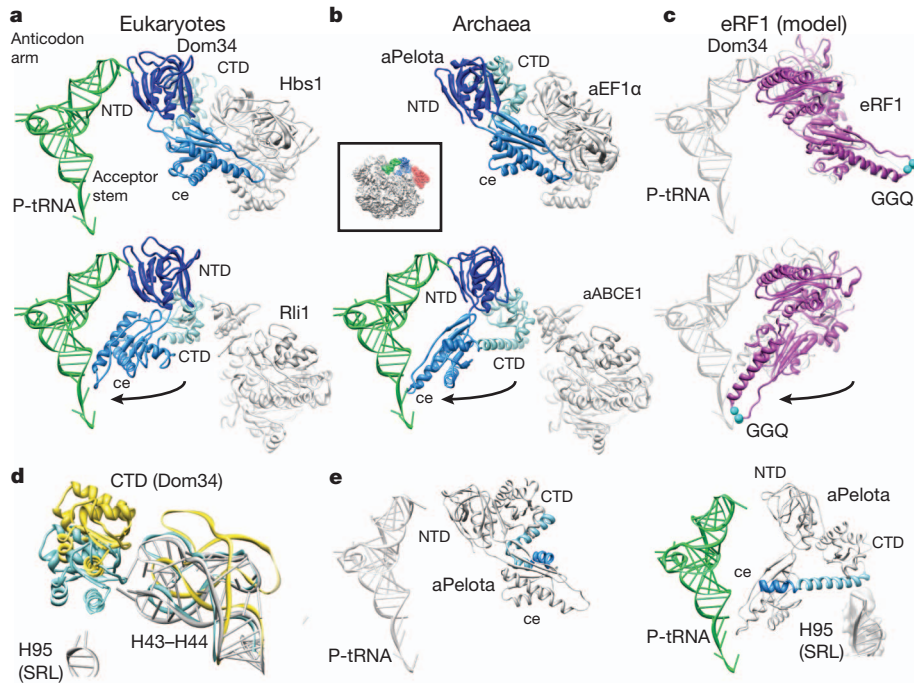 a Eukaryotes
Anticodon
arm
Dom34
CTD
Hbs1
NTD
Acceptor
stem
P-tRNA
ce
NTD
Rli1
CTD
ce
b Archaea
aPelota
CTD
aEF1α
NTD
ce
NTD
aABCE1
CTD
ce
c eRF1 (model)
Dom34
eRF1
P-tRNA
GGQ
GGQ
d CTD (Dom34)
H95
(SRL)
H43–H44
e
NTD
CTD
aPelota
P-tRNA
ce
NTD
aPelota
CTD
ce
P-tRNA
H95
(SRL)